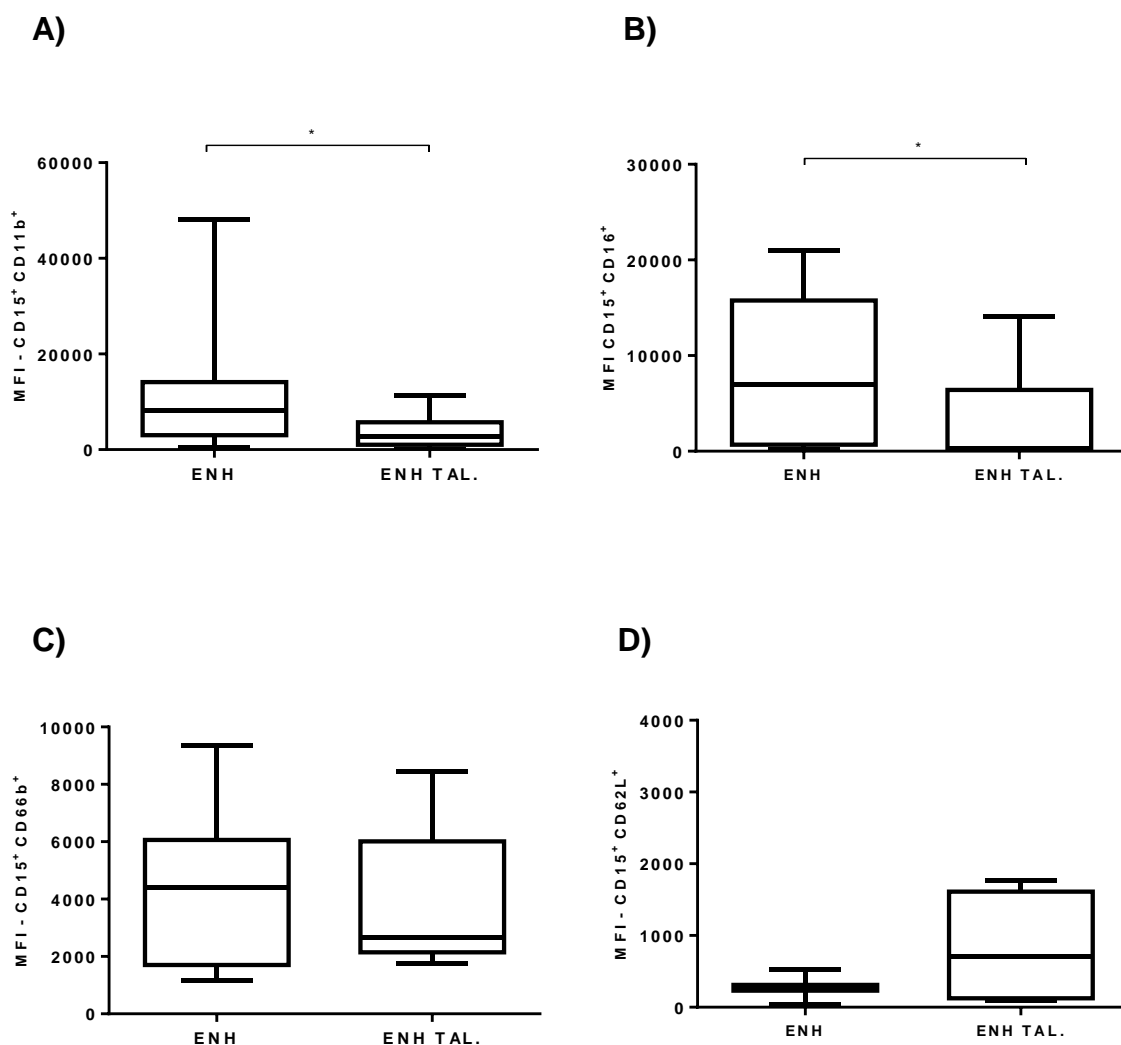 A)
B)
*
*
60000
40000
20000
0
MFI - CD15⁺ CD11b⁺
ENH
ENH TAL.
30000
20000
10000
0
MFI CD15⁺ CD16⁺
ENH
ENH TAL.
C)
D)
10000
8000
6000
4000
2000
0
MFI - CD15⁺ CD66b⁺
ENH
ENH TAL.
4000
3000
2000
1000
0
MFI - CD15⁺ CD62L⁺
ENH
ENH TAL.